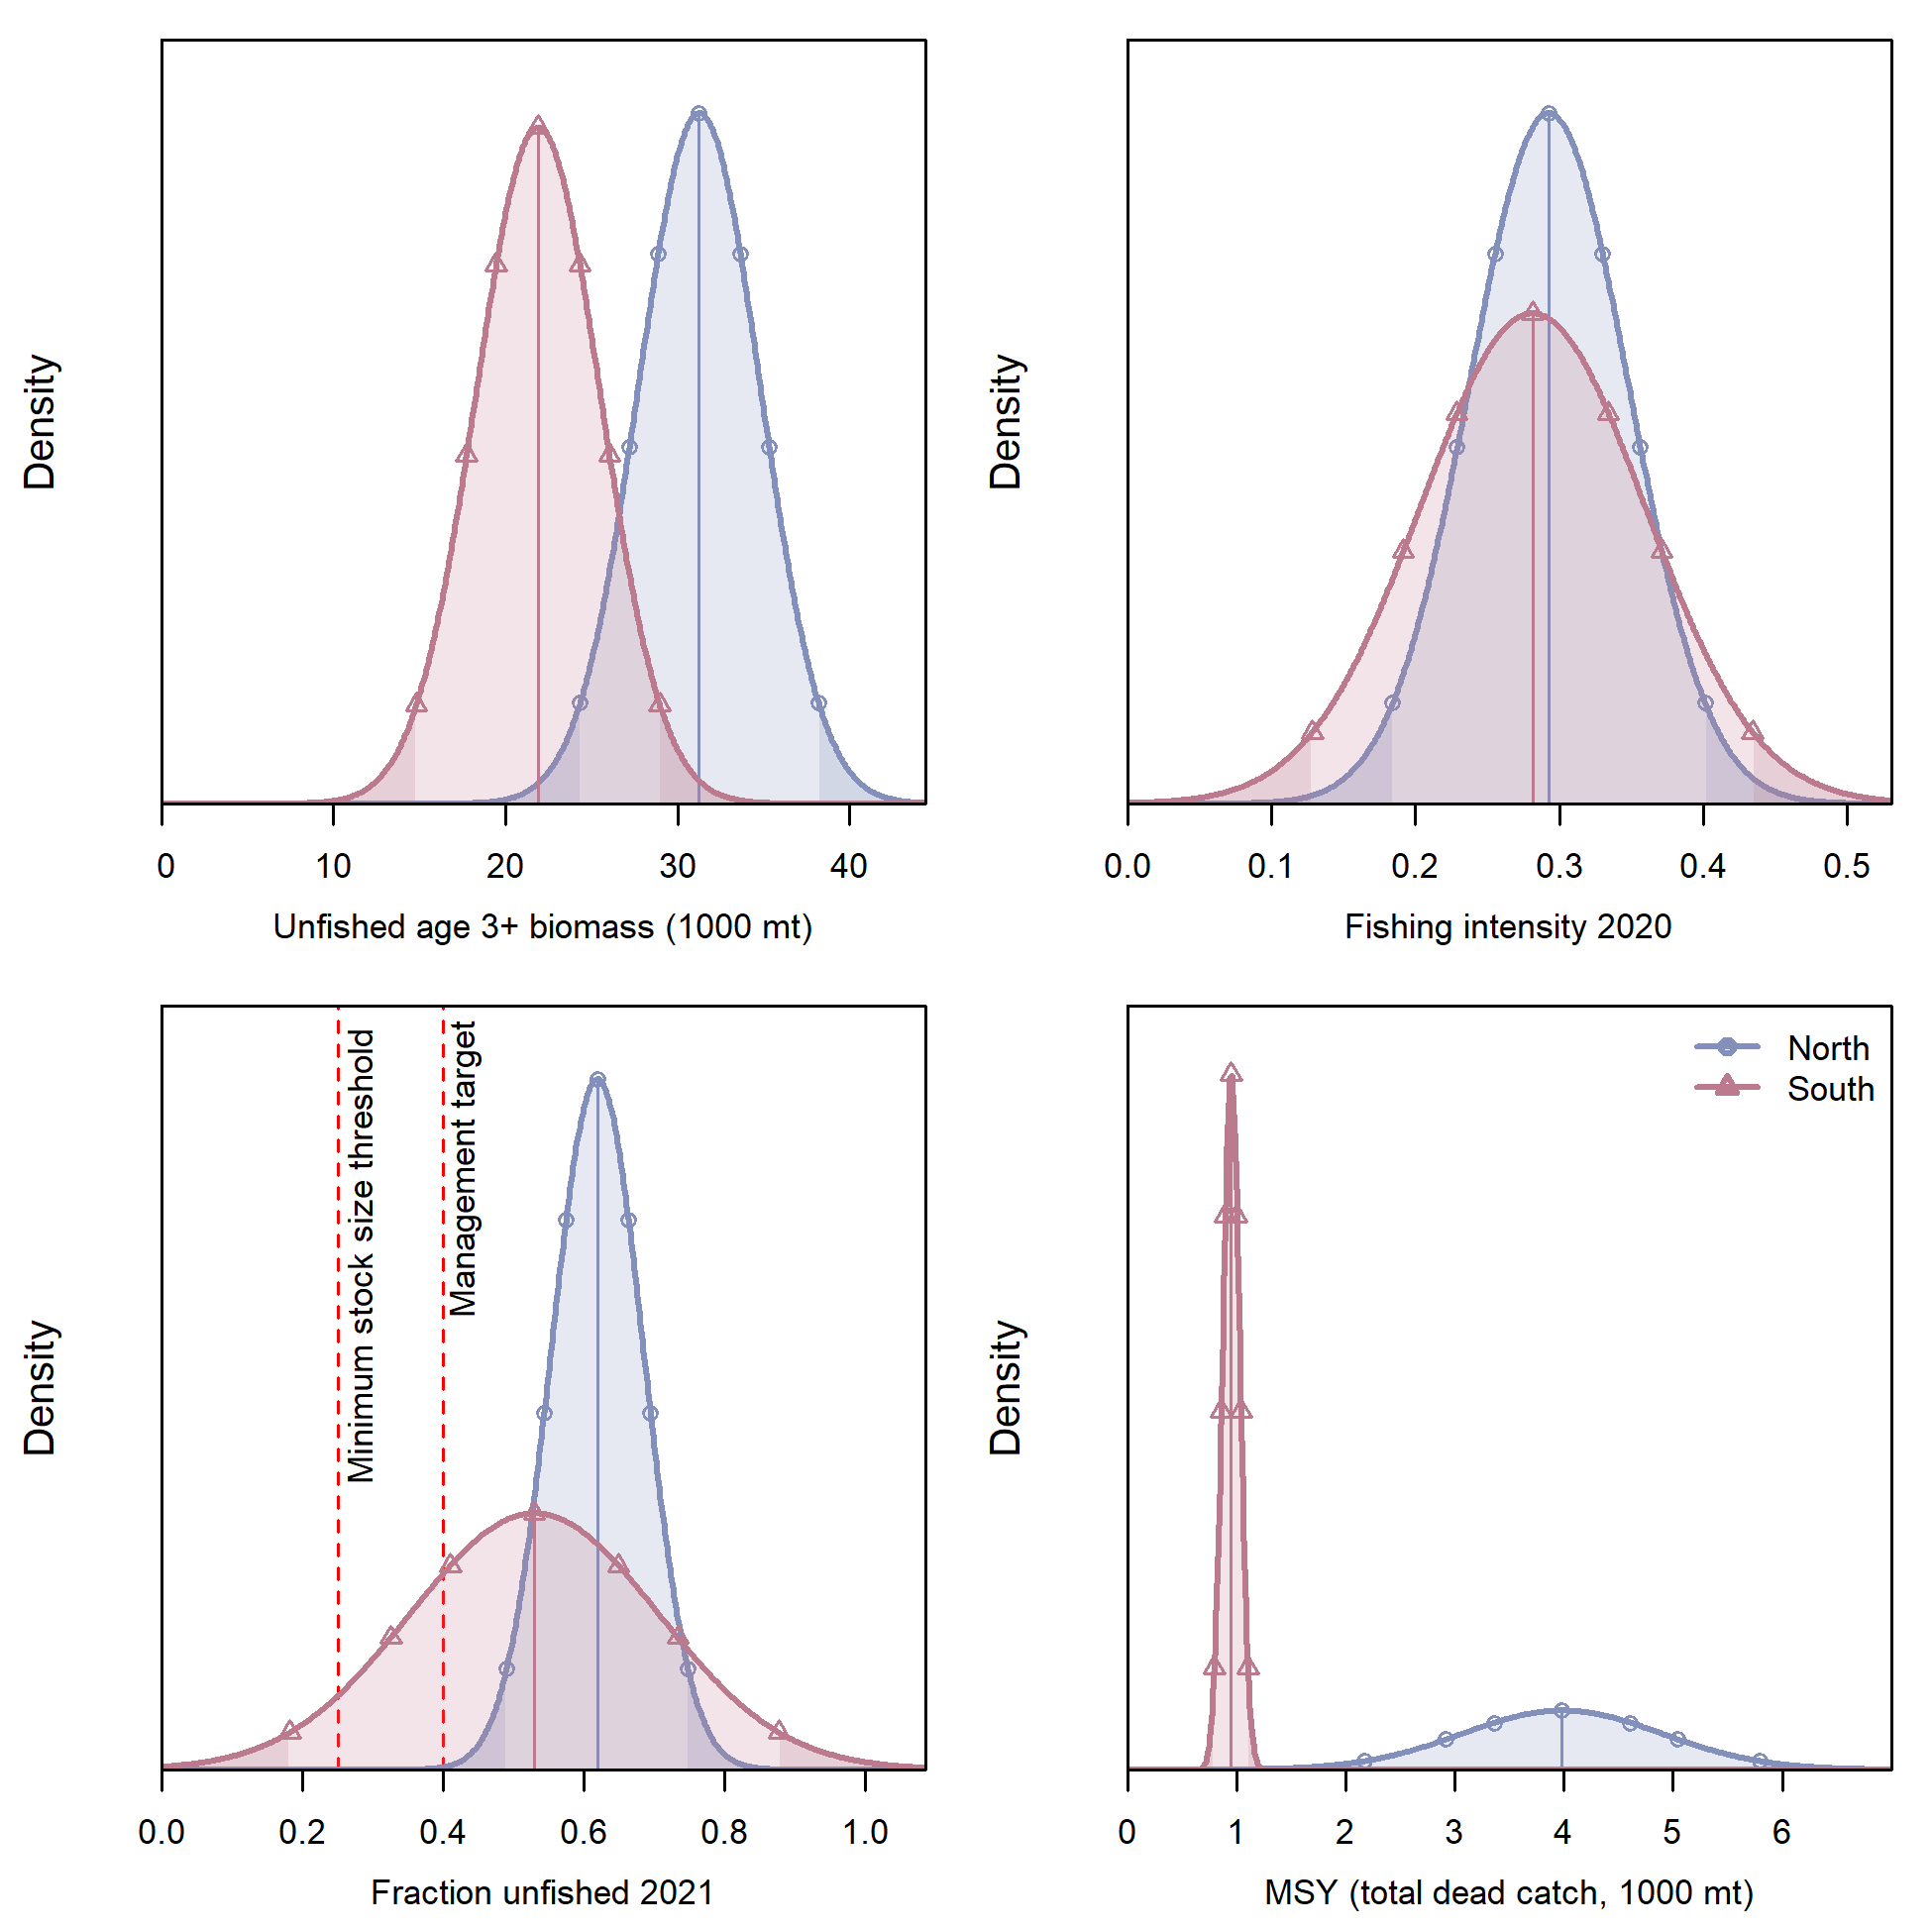 Density
0 10 20 30 40
Unfished age 3+ biomass (1000 mt)
Density
0.0 0.1 0.2 0.3 0.4 0.5
Fishing intensity 2020
Density
Minimum stock size threshold
Management target
0.0 0.2 0.4 0.6 0.8 1.0
Fraction unfished 2021
Density
North
South
0 1 2 3 4 5 6
MSY (total dead catch, 1000 mt)